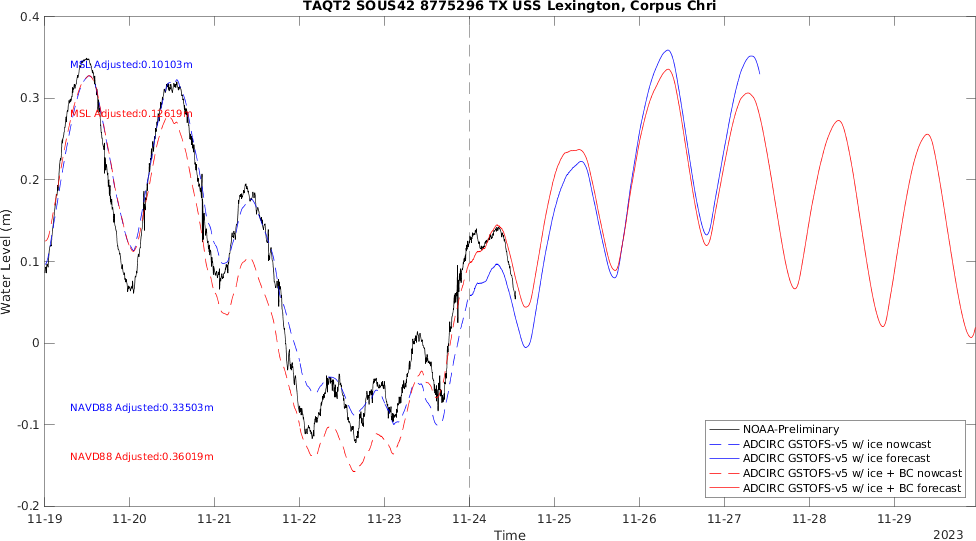 TAQT2 SOUS42 8775296 TX USS Lexington, Corpus Chri
0.4
0.3
0.2
0.1
0
-0.1
-0.2
Water Level (m)
MSL Adjusted:0.10103m
MSL Adjusted:0.12619m
NAVD88 Adjusted:0.33503m
NAVD88 Adjusted:0.36019m
NOAA-Preliminary
ADCIRC GSTOFS-v5 w/ ice nowcast
ADCIRC GSTOFS-v5 w/ ice forecast
ADCIRC GSTOFS-v5 w/ ice + BC nowcast
ADCIRC GSTOFS-v5 w/ ice + BC forecast
11-19 11-20 11-21 11-22 11-23 11-24 11-25 11-26 11-27 11-28 11-29
Time
2023